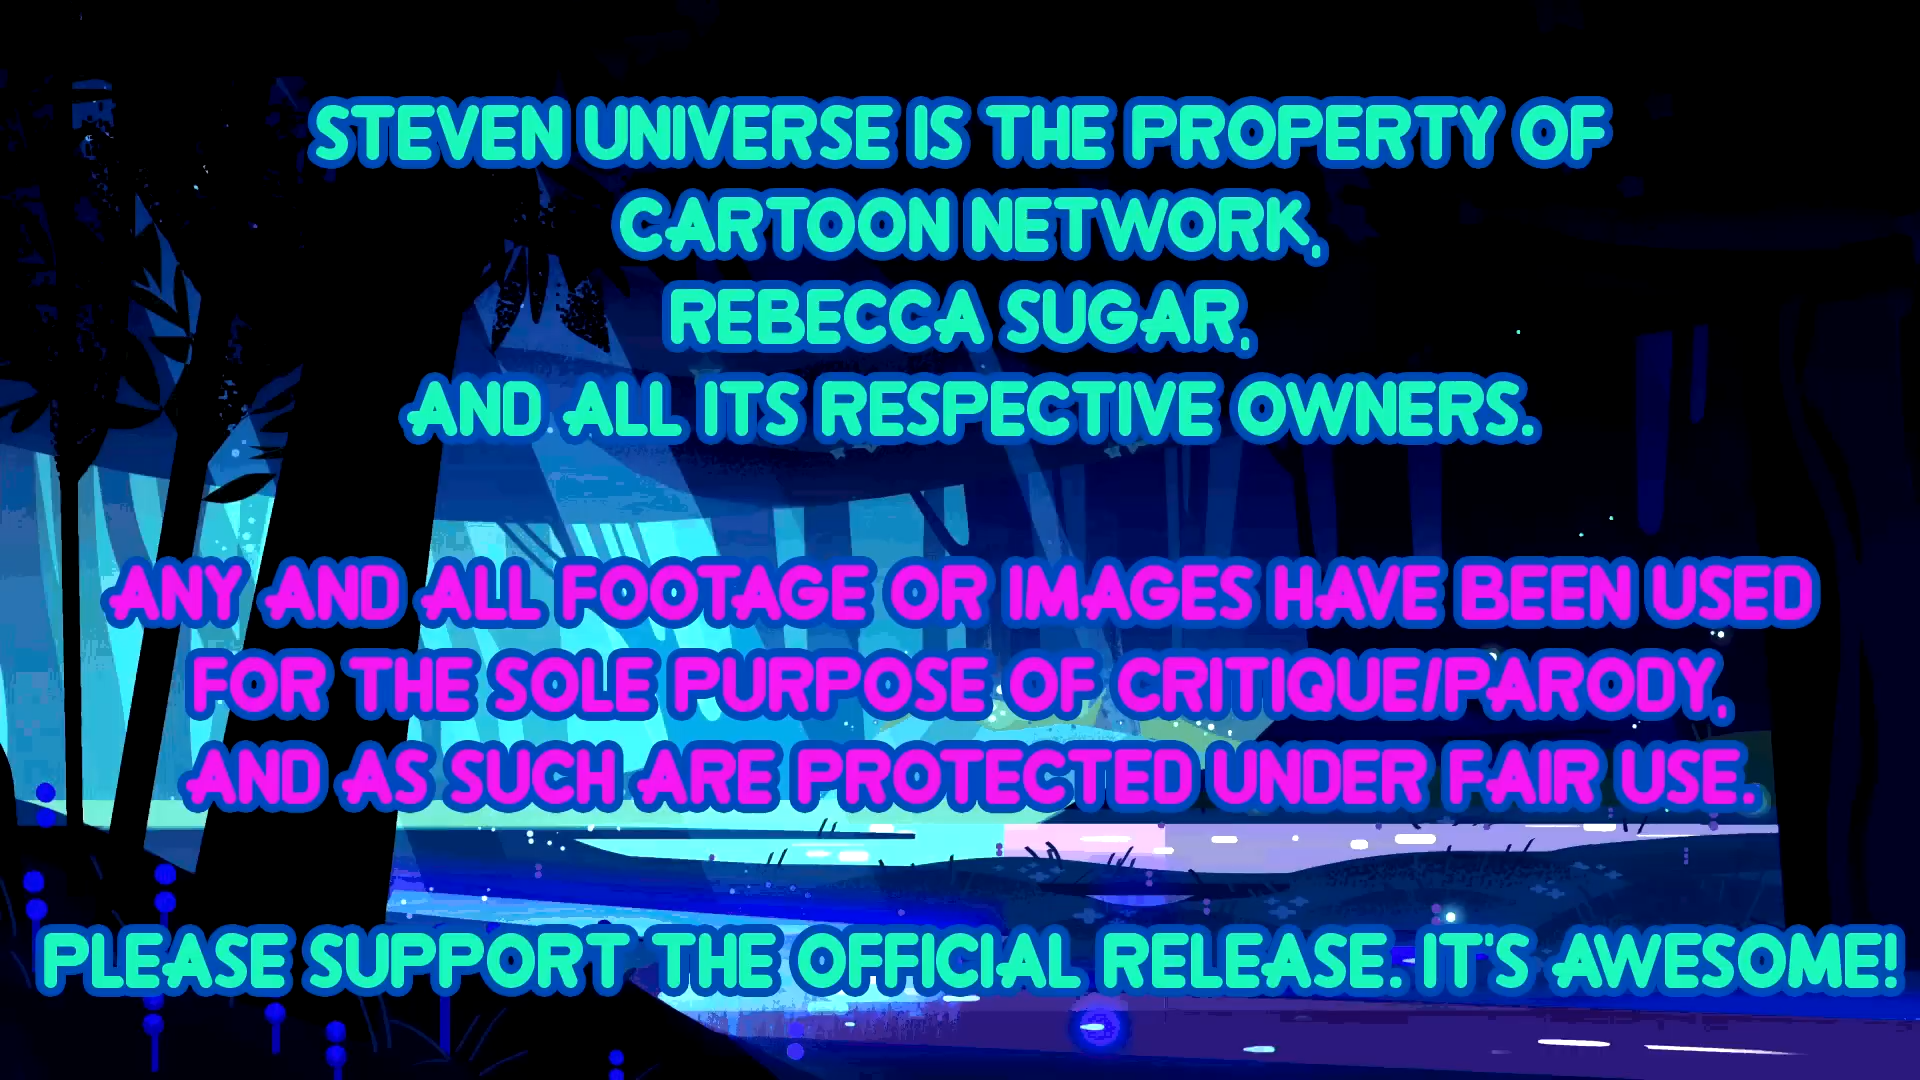 STEVEN UNIVERSE IS THE PROPERTY OF
CARTOON NETWORK,
REBECCA SUGAR,
AND ALL ITS RESPECTIVE OWNERS.
ANY AND ALL FOOTAGE OR IMAGES HAVE BEEN USED
FOR THE SOLE PURPOSE OF CRITIQUE/PARODY,
AND AS SUCH ARE PROTECTED UNDER FAIR USE.
PLEASE SUPPORT THE OFFICIAL RELEASE. IT'S AWESOME!